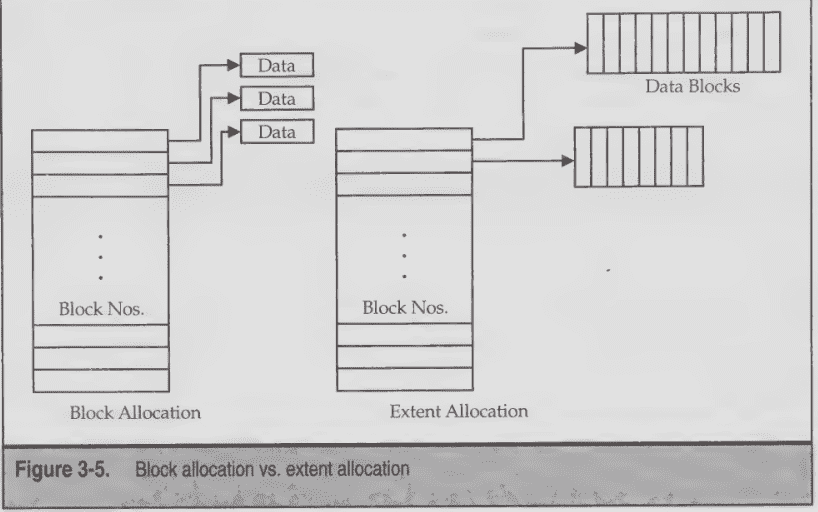 Data
Data
Data
Data Blocks
Block Nos.
Block Nos.
Block Allocation
Extent Allocation
Figure 3-5. Block allocation vs. extent allocation